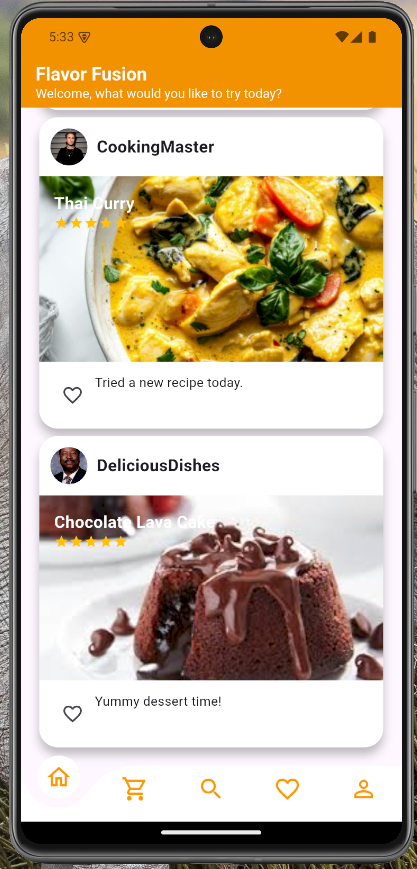 5:33
Flavor Fusion
Welcome, what would you like to try today?
CookingMaster
Thai Curry
Tried a new recipe today.
DeliciousDishes
Chocolate Lava Cake
Yummy dessert time!